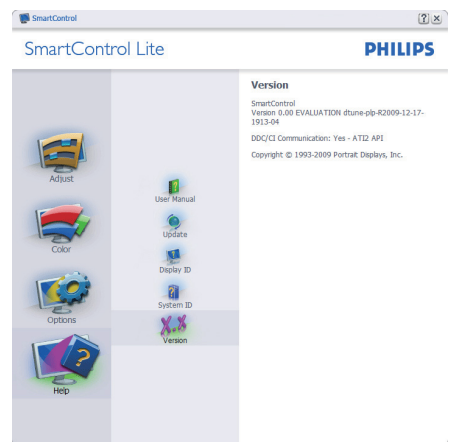 SmartControl
SmartControl Lite
PHILIPS
Adjust
Color
Options
Help
User Manual
Update
Display ID
System ID
X.X
Version
Version
SmartControl
Version 0.00 EVALUATION dtune-plp-R2009-12-17-
1913-04
DDC/CI Communication: Yes - ATI2 API
Copyright © 1993-2009 Portrait Displays, Inc.